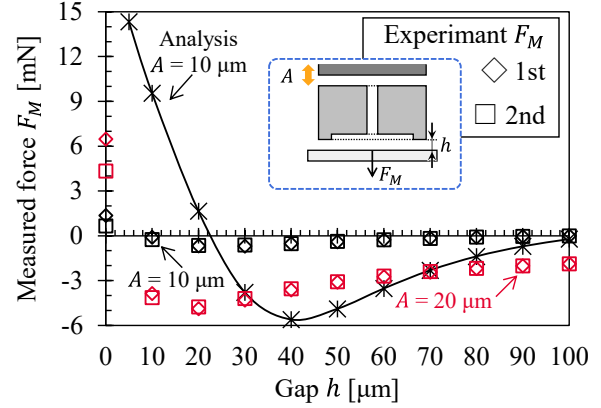 15
12
9
6
3
0
-3
-6
Measured force F_M [mN]
Analysis
A = 10 μm
A
h
F_M
Experimant F_M
1st
2nd
A = 10 μm
A = 20 μm
0 10 20 30 40 50 60 70 80 90 100
Gap h [μm]